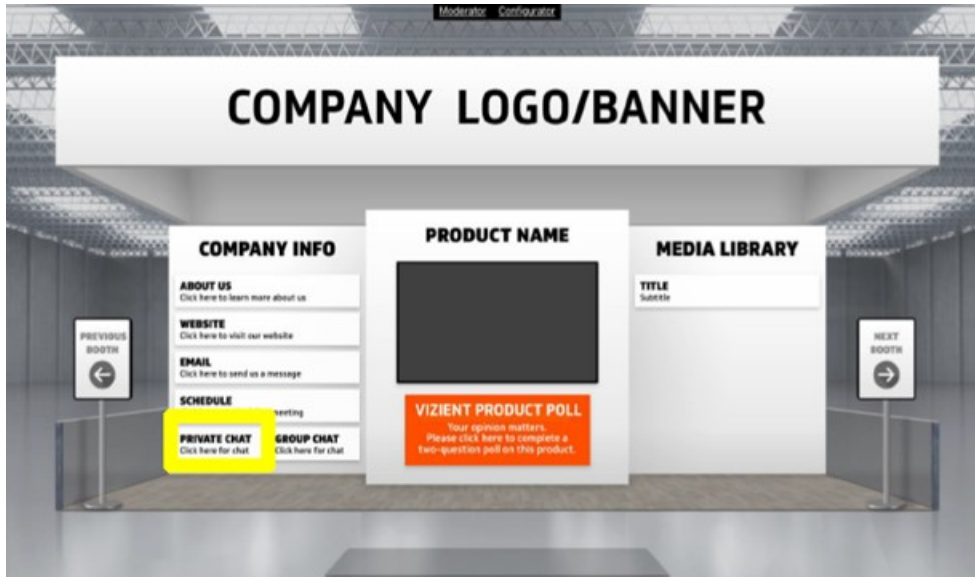 Moderator Configurator
COMPANY LOGO/BANNER
COMPANY INFO
ABOUT US
Click here to learn more about us
WEBSITE
Click here to visit our website
EMAIL
Click here to send us a message
SCHEDULE
meeting
PRIVATE CHAT
Click here for chat
GROUP CHAT
Click here for chat
PRODUCT NAME
VIZIENT PRODUCT POLL
Your opinion matters.
Please click here to complete a
two-question poll on this product.
MEDIA LIBRARY
TITLE
Subtitle
PREVIOUS
BOOTH
NEXT
BOOTH